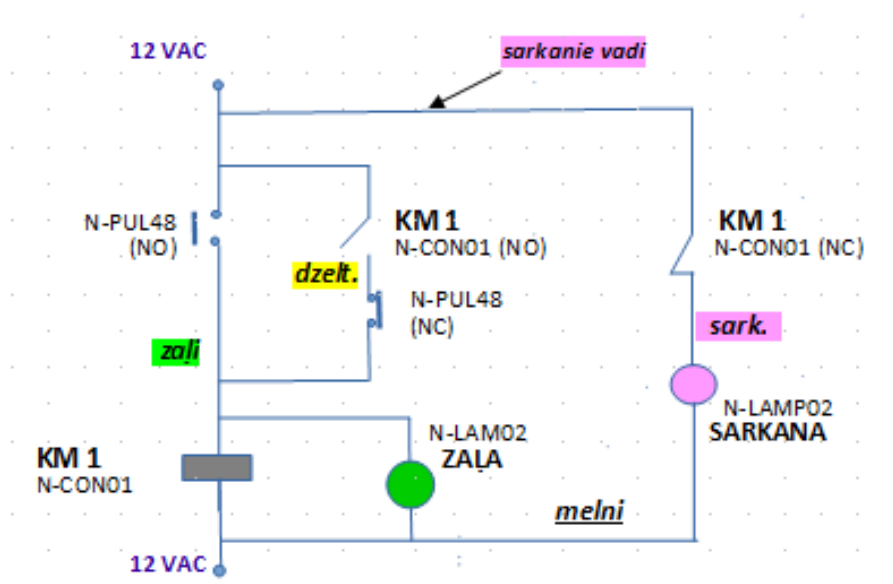 12 VAC
sarkanie vadi
N-PUL48
(NO)
KM 1
N-CON01 (NO)
KM 1
N-CON01 (NC)
dzelt.
N-PUL48
(NC)
sark.
zaļi
N-LAMP02
SARKANA
N-LAM02
ZAĻA
KM 1
N-CON01
melni
12 VAC